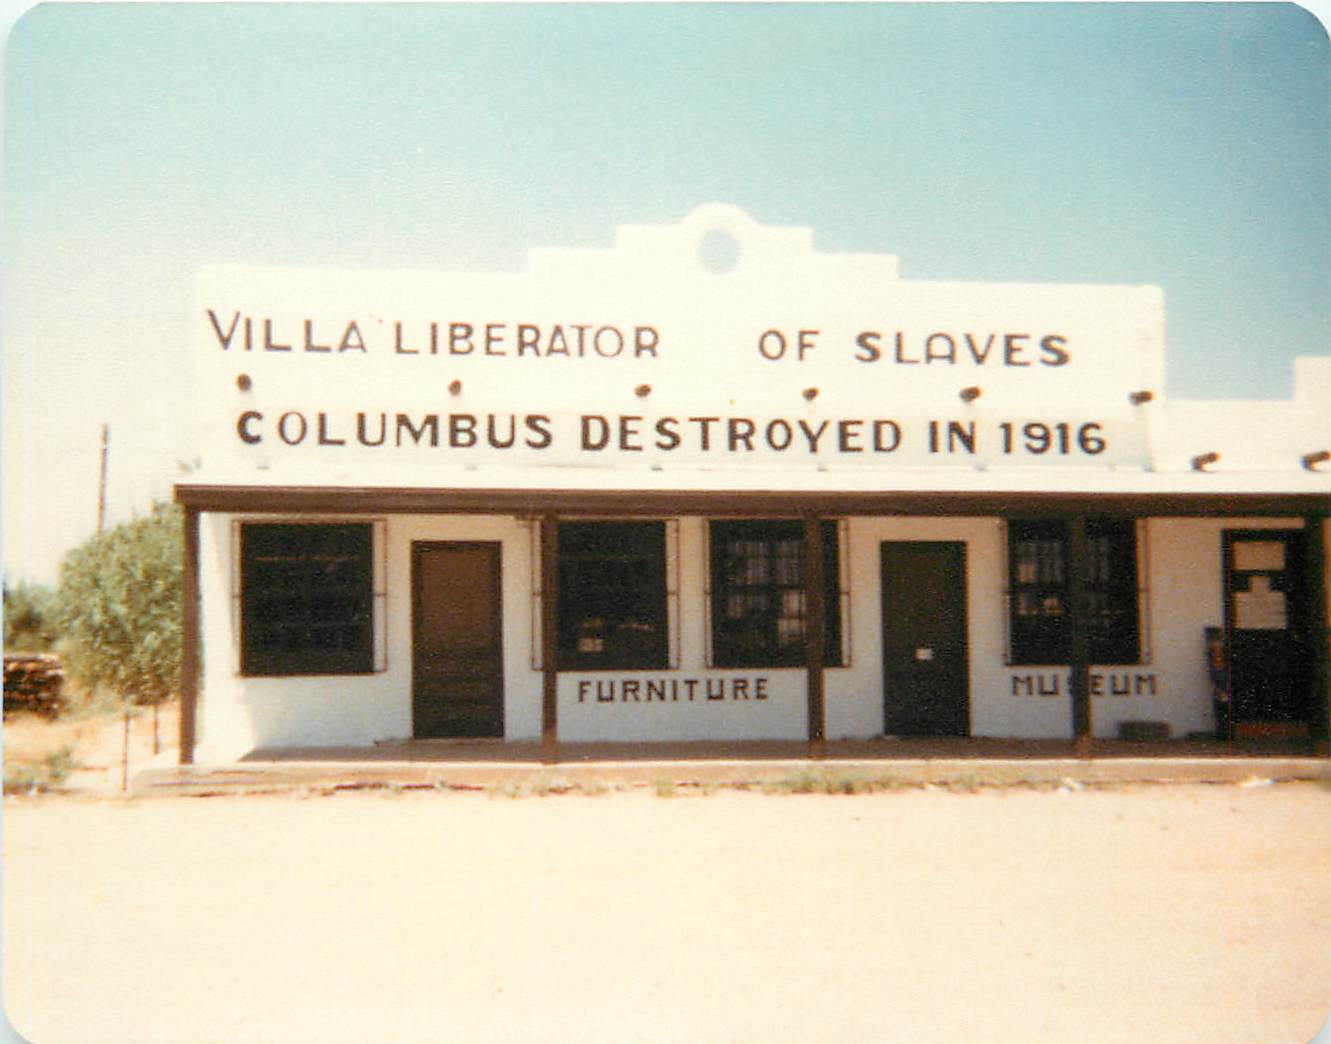 VILLA LIBERATOR OF SLAVES
COLUMBUS DESTROYED IN 1916
FURNITURE
MUSEUM